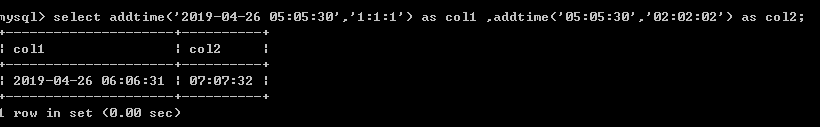 mysql> select addtime('2019-04-26 05:05:30','1:1:1') as col1 ,addtime('05:05:30','02:02:02') as col2;
+---------------------+----------+
| col1                | col2     |
+---------------------+----------+
| 2019-04-26 06:06:31 | 07:07:32 |
+---------------------+----------+
1 row in set (0.00 sec)